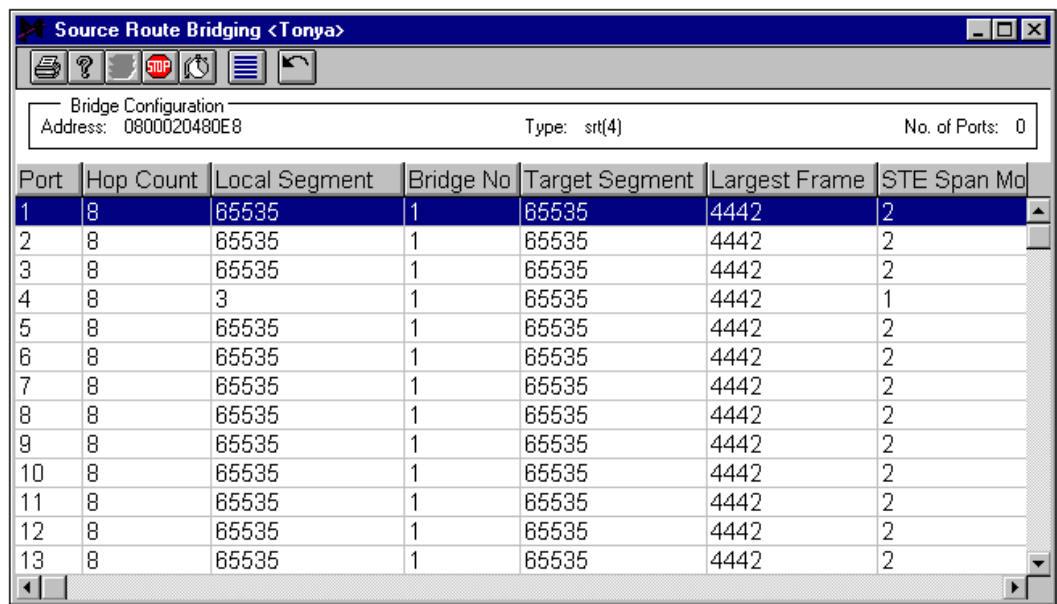 Source Route Bridging <Tonya>
STOP
Bridge Configuration
Address: 0800020480E8 Type: srt(4) No. of Ports: 0
Port Hop Count Local Segment Bridge No Target Segment Largest Frame STE Span Mo
1 8 65535 1 65535 4442 2
2 8 65535 1 65535 4442 2
3 8 65535 1 65535 4442 2
4 8 3 1 65535 4442 1
5 8 65535 1 65535 4442 2
6 8 65535 1 65535 4442 2
7 8 65535 1 65535 4442 2
8 8 65535 1 65535 4442 2
9 8 65535 1 65535 4442 2
10 8 65535 1 65535 4442 2
11 8 65535 1 65535 4442 2
12 8 65535 1 65535 4442 2
13 8 65535 1 65535 4442 2